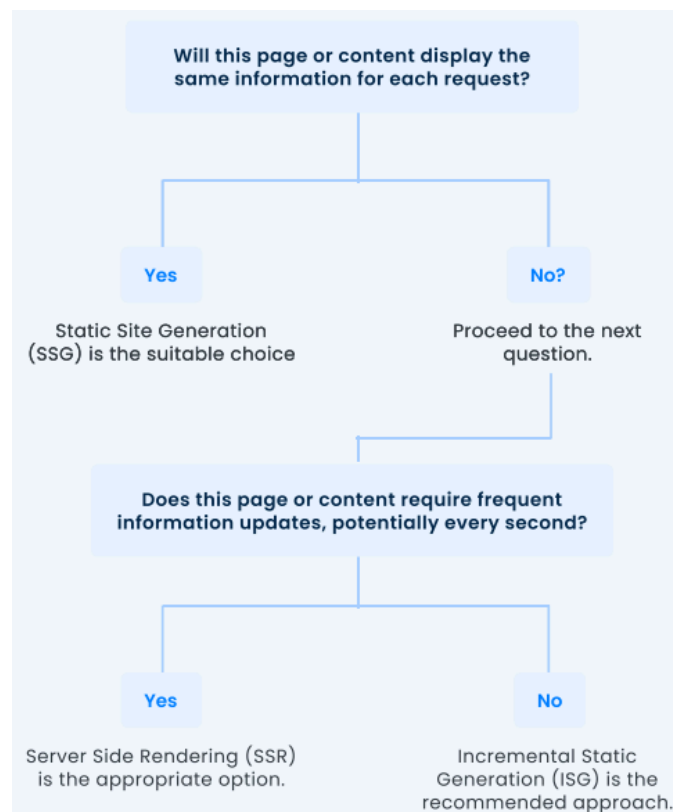 Will this page or content display the
same information for each request?
Yes
No?
Static Site Generation
(SSG) is the suitable choice
Proceed to the next
question.
Does this page or content require frequent
information updates, potentially every second?
Yes
No
Server Side Rendering (SSR)
is the appropriate option.
Incremental Static
Generation (ISG) is the
recommended approach.